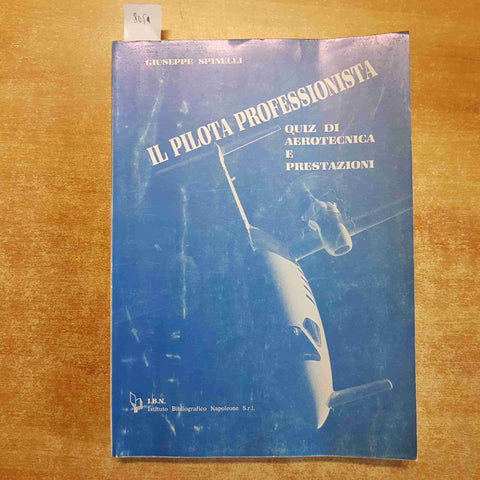 GIUSEPPE SPINELLI
IL PILOTA PROFESSIONISTA
QUIZ DI
AEROTECNICA
E
PRESTAZIONI
I.B.N.
Istituto Bibliografico Napoleone S.r.l.